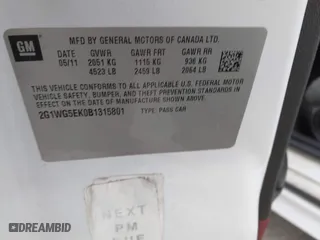 GM
MFD BY GENERAL MOTORS OF CANADA LTD.
DATE GVWR GAWR FRT GAWR RR
05/11 2051 KG 1115 KG 936 KG
4523 LB 2459 LB 2064 LB
THIS VEHICLE CONFORMS TO ALL APPLICABLE U.S. FEDERAL MOTOR
VEHICLE SAFETY, BUMPER, AND THEFT PREVENTION STANDARDS IN
EFFECT ON THE DATE OF MANUFACTURE SHOWN ABOVE.
2G1WG5EK0B1315801 TYPE: PASS CAR
NEXT
PM
DUE
DREAMBID